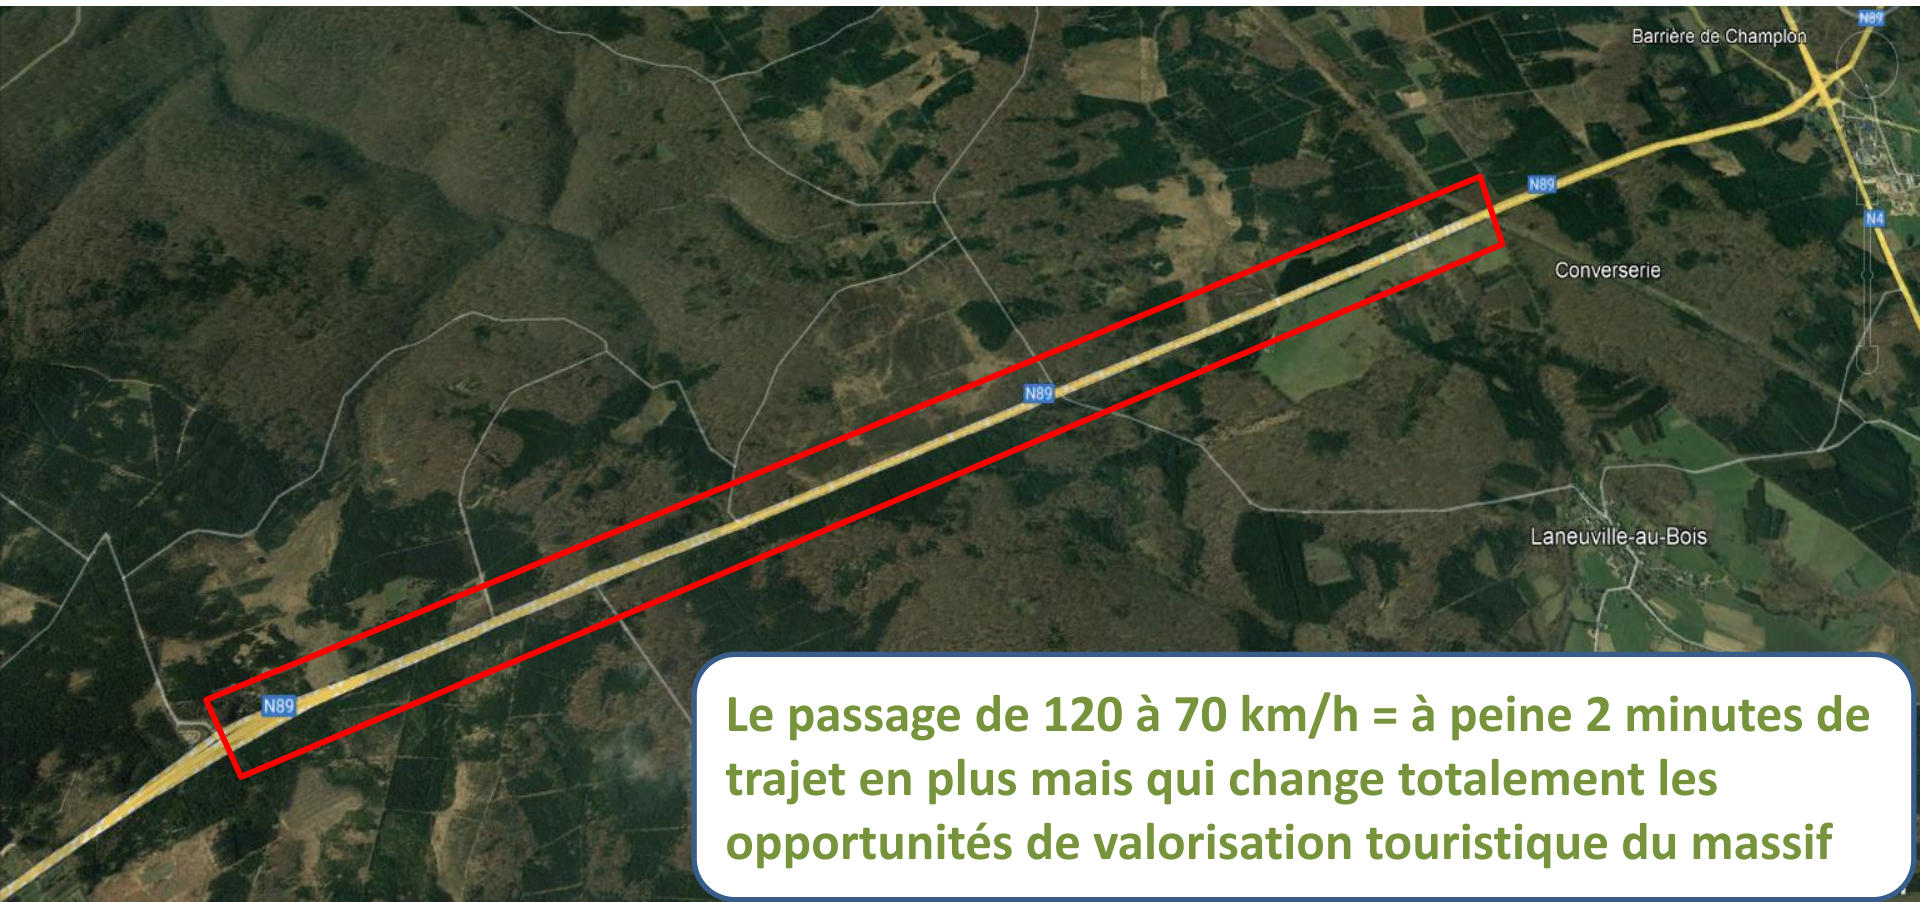 N89
Barrière de Champlon
N89
N4
Converserie
N89
Laneuville-au-Bois
N89
Le passage de 120 à 70 km/h = à peine 2 minutes de
trajet en plus mais qui change totalement les
opportunités de valorisation touristique du massif